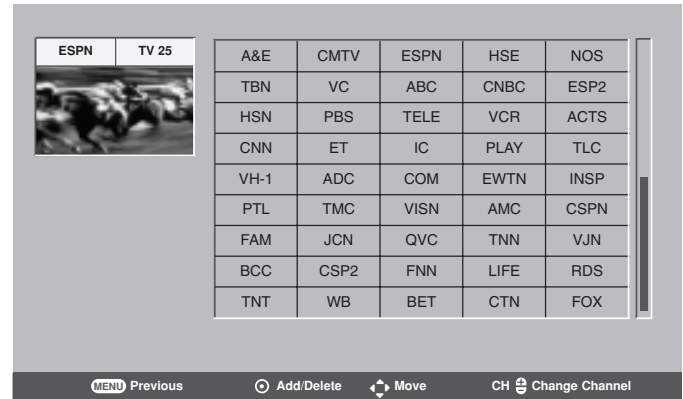 ESPN TV 25
A&E CMTV ESPN HSE NOS
TBN VC ABC CNBC ESP2
HSN PBS TELE VCR ACTS
CNN ET IC PLAY TLC
VH-1 ADC COM EWTN INSP
PTL TMC VISN AMC CSPN
FAM JCN QVC TNN VJN
BCC CSP2 FNN LIFE RDS
TNT WB BET CTN FOX
MENU Previous Add/Delete Move CH Change Channel